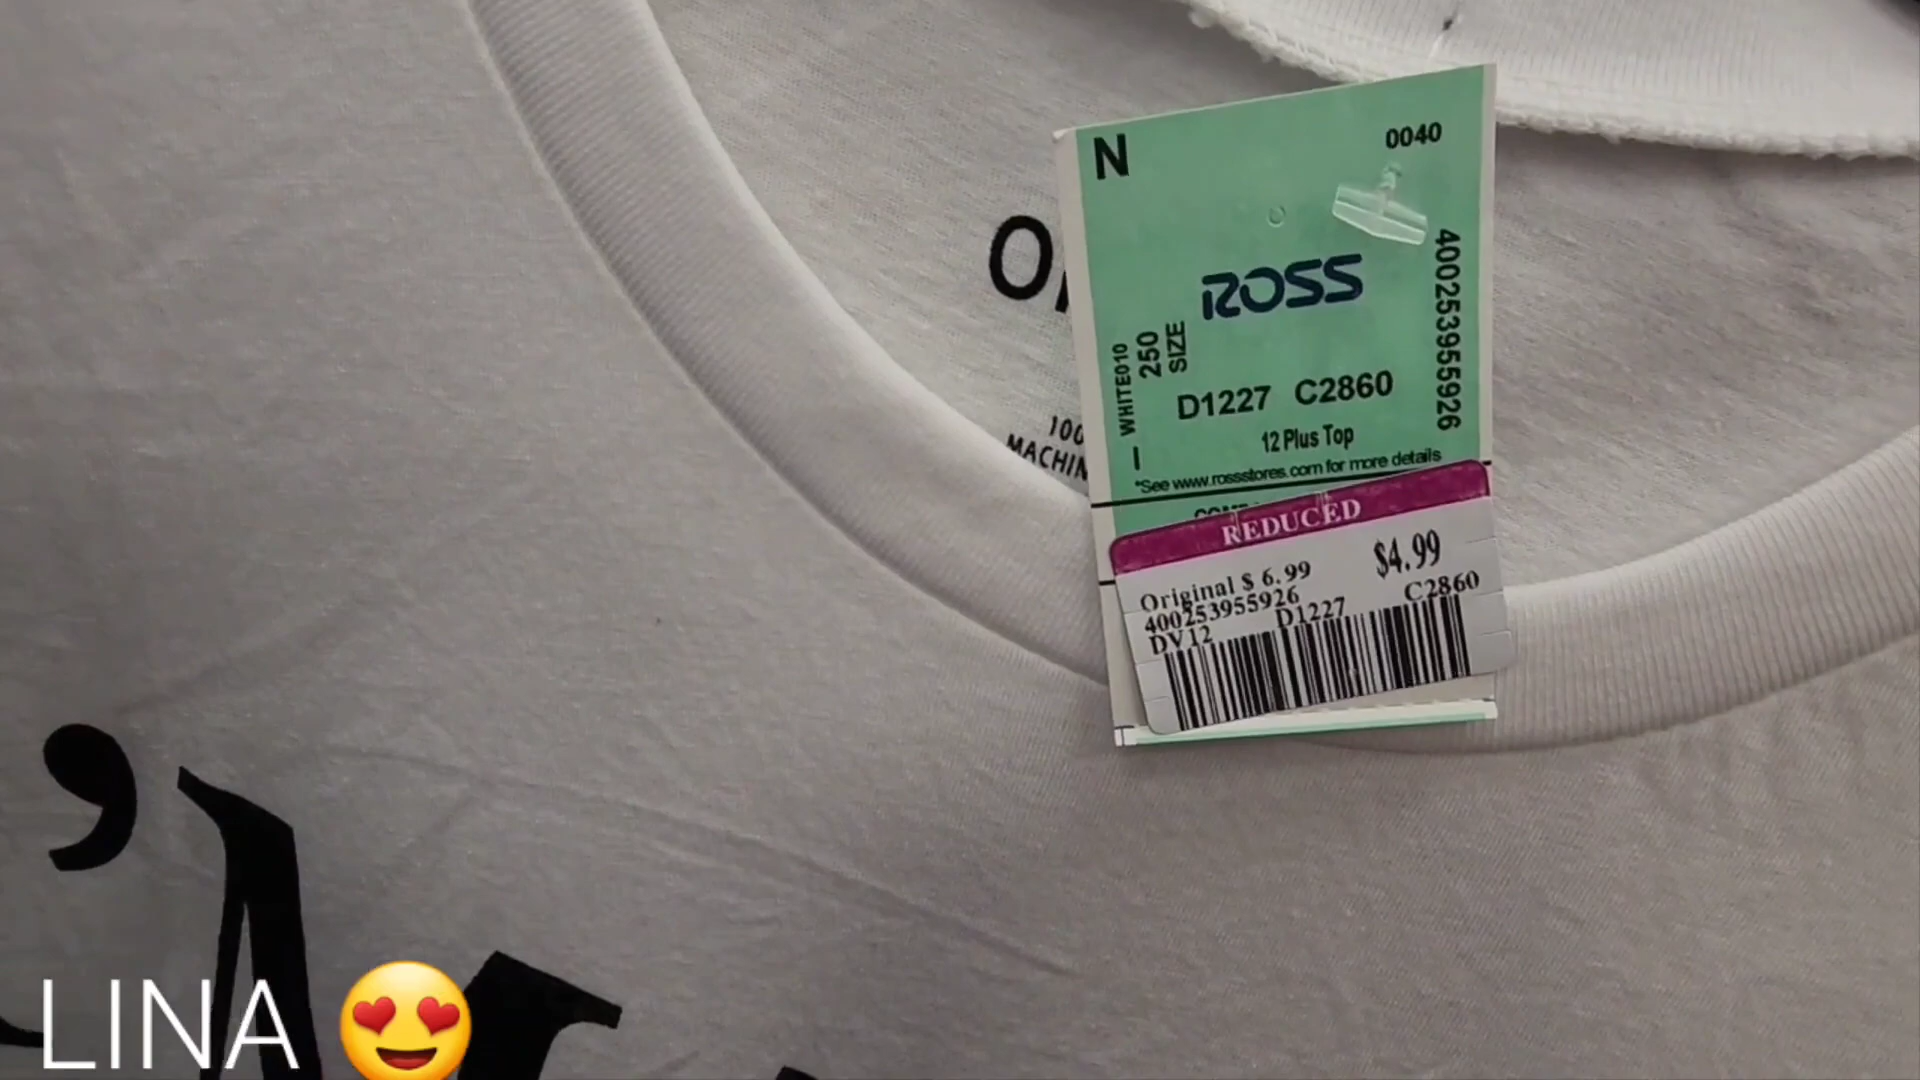 N
0040
ROSS
400253955926
WHITE010
250
SIZE
D1227 C2860
12 Plus Top
*See www.rossstores.com for more details
REDUCED
Original $ 6.99
$4.99
400253955926
C2860
DV12
D1227
100
LINA 😍